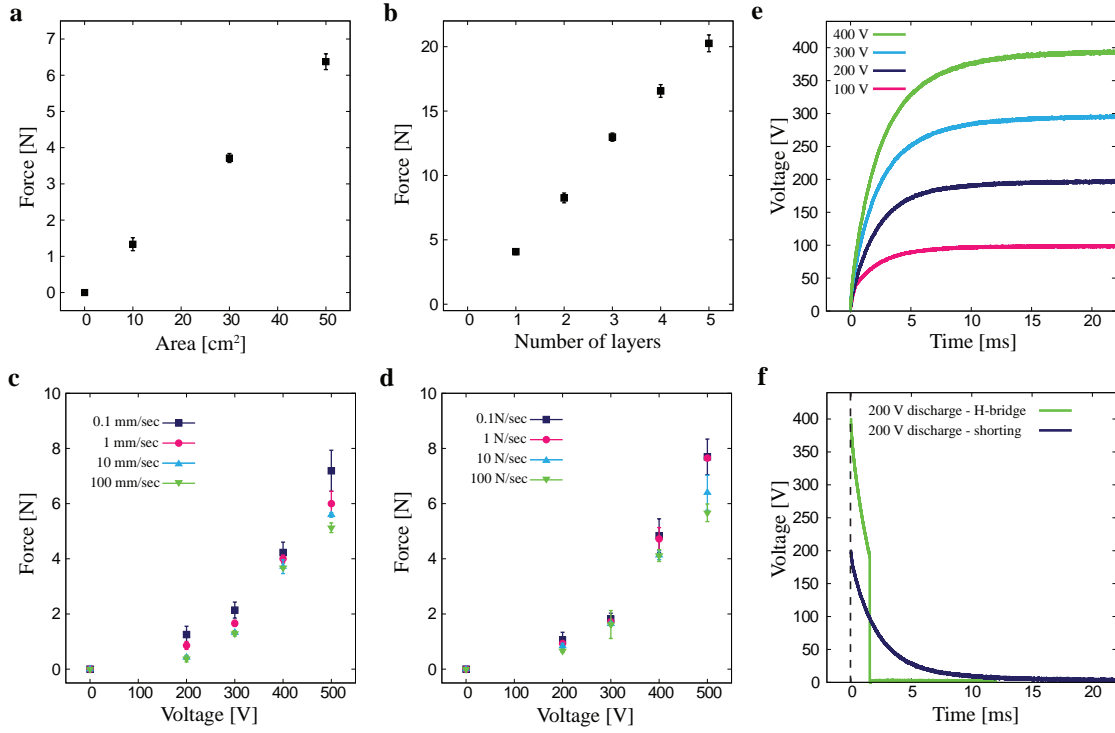 a
7
6
5
4
3
2
1
0
Force [N]
0 10 20 30 40 50
Area [cm²]
b
20
15
10
5
0
Force [N]
0 1 2 3 4 5
Number of layers
e
400 V
300 V
200 V
100 V
400
350
300
250
200
150
100
50
0
Voltage [V]
0 5 10 15 20
Time [ms]
c
0.1 mm/sec
1 mm/sec
10 mm/sec
100 mm/sec
10
8
6
4
2
0
Force [N]
0 100 200 300 400 500
Voltage [V]
d
0.1N/sec
1 N/sec
10 N/sec
100 N/sec
10
8
6
4
2
0
Force [N]
0 100 200 300 400 500
Voltage [V]
f
200 V discharge - H-bridge
200 V discharge - shorting
400
350
300
250
200
150
100
50
0
Voltage [V]
0 5 10 15 20
Time [ms]